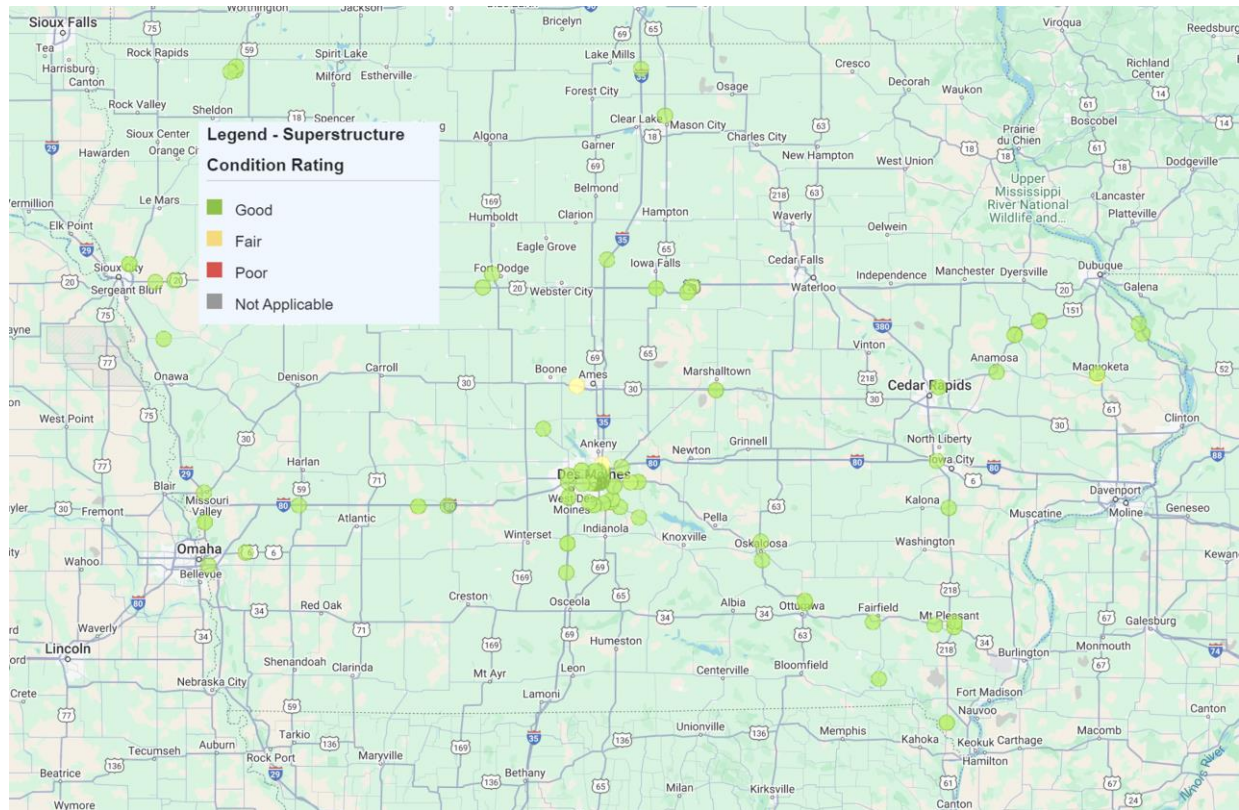 Worthington
Jackson
Bricelyn
Sioux Falls
Tea
Harrisburg
Canton
Rock Rapids
Spirit Lake
Milford
Estherville
Lake Mills
Viroqua
Reedsburg
Cresco
Decorah
Waukon
Richland
Center
Forest City
Osage
Rock Valley
Sheldon
Spencer
Sioux Center
Hawarden
Orange Ci
Algona
Clear Lake
Mason City
Garner
Charles City
New Hampton
West Union
Prairie
du Chien
Boscobel
Dodgeville
Legend - Superstructure
Condition Rating
Good
Fair
Poor
Not Applicable
Upper
Mississippi
River National
Wildlife and...
Lancaster
Platteville
Vermillion
Elk Point
Le Mars
Belmond
Humboldt
Clarion
Hampton
Waverly
Oelwein
Eagle Grove
Sioux City
Sergeant Bluff
Fort Dodge
Webster City
Iowa Falls
Cedar Falls
Waterloo
Independence
Manchester
Dyersville
Dubuque
Galena
Vinton
Anamosa
Maquoketa
Onawa
Denison
Carroll
Boone
Ames
Marshalltown
Cedar Rapids
West Point
Clinton
Ankeny
Newton
Grinnell
North Liberty
Iowa City
Harlan
Des Moines
West Des
Moines
Blair
Missouri
Valley
Fremont
Atlantic
Winterset
Indianola
Pella
Knoxville
Oskaloosa
Kalona
Washington
Muscatine
Davenport
Moline
Geneseo
Kewan
Wahoo
Omaha
Bellevue
Red Oak
Creston
Osceola
Albia
Ottumwa
Fairfield
Mt Pleasant
Galesburg
Monmouth
Burlington
Waverly
Lincoln
Crete
Nebraska City
Shenandoah
Clarinda
Mt Ayr
Humeston
Leon
Lamoni
Centerville
Bloomfield
Fort Madison
Nauvoo
Canton
Auburn
Tecumseh
Beatrice
Wymore
Tarkio
Rock Port
Maryville
Bethany
Unionville
Milan
Memphis
Kirksville
Kahoka
Keokuk
Hamilton
Carthage
Macomb
Canton
Illinois River